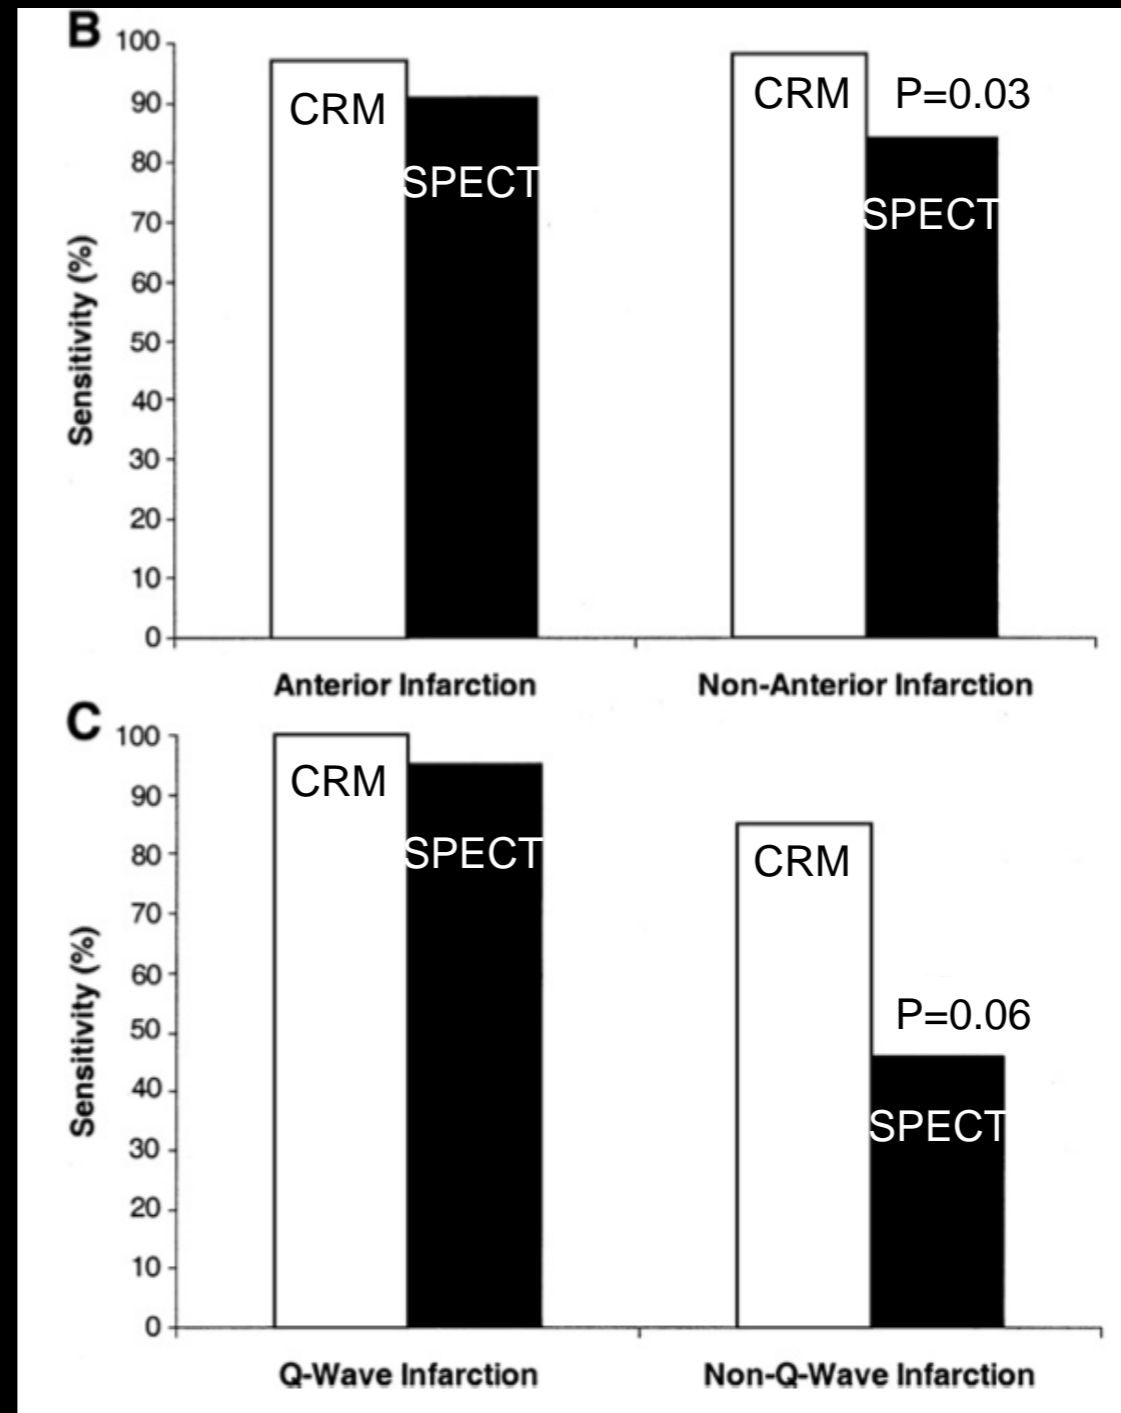 B
100
90
80
70
60
50
40
30
20
10
0
Sensitivity (%)
CRM
SPECT
CRM
P=0.03
SPECT
Anterior Infarction
Non-Anterior Infarction
C
100
90
80
70
60
50
40
30
20
10
0
Sensitivity (%)
CRM
SPECT
CRM
P=0.06
SPECT
Q-Wave Infarction
Non-Q-Wave Infarction